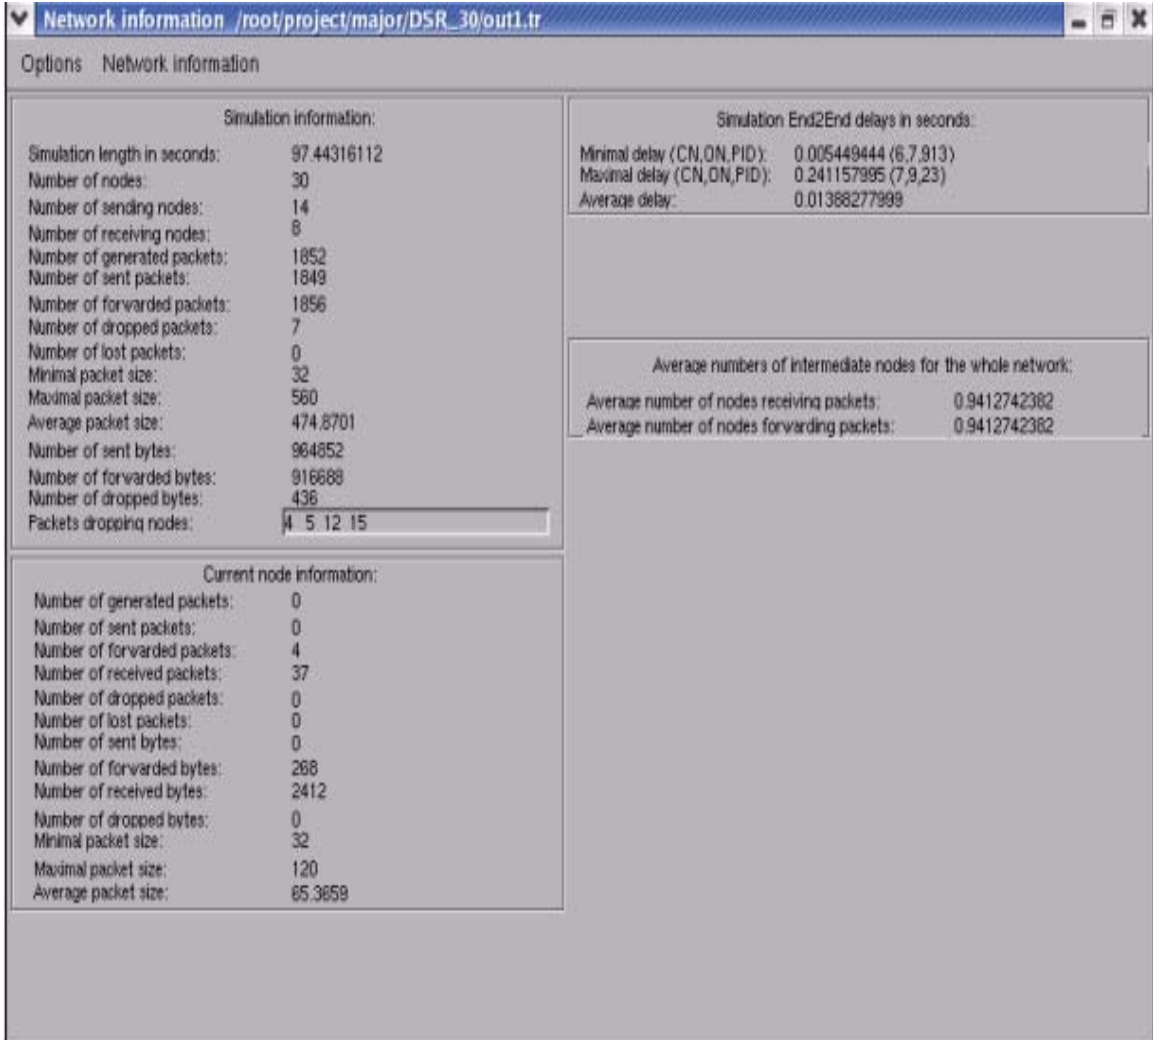 Network information /root/project/major/DSR_30/out1.tr
Options Network information
Simulation information:
Simulation length in seconds: 97.44316112
Number of nodes: 30
Number of sending nodes: 14
Number of receiving nodes: 8
Number of generated packets: 1852
Number of sent packets: 1849
Number of forwarded packets: 1856
Number of dropped packets: 7
Number of lost packets: 0
Minimal packet size: 32
Maximal packet size: 560
Average packet size: 474.8701
Number of sent bytes: 964852
Number of forwarded bytes: 916688
Number of dropped bytes: 436
Packets dropping nodes: 4 5 12 15
Current node information:
Number of generated packets: 0
Number of sent packets: 0
Number of forwarded packets: 4
Number of received packets: 37
Number of dropped packets: 0
Number of lost packets: 0
Number of sent bytes: 0
Number of forwarded bytes: 268
Number of received bytes: 2412
Number of dropped bytes: 0
Minimal packet size: 32
Maximal packet size: 120
Average packet size: 65.3659
Simulation End2End delays in seconds:
Minimal delay (CN,ON,PID): 0.005449444 (6,7,913)
Maximal delay (CN,ON,PID): 0.241157995 (7,9,23)
Average delay: 0.01388277999
Average numbers of intermediate nodes for the whole network:
Average number of nodes receiving packets: 0.9412742382
Average number of nodes forwarding packets: 0.9412742382